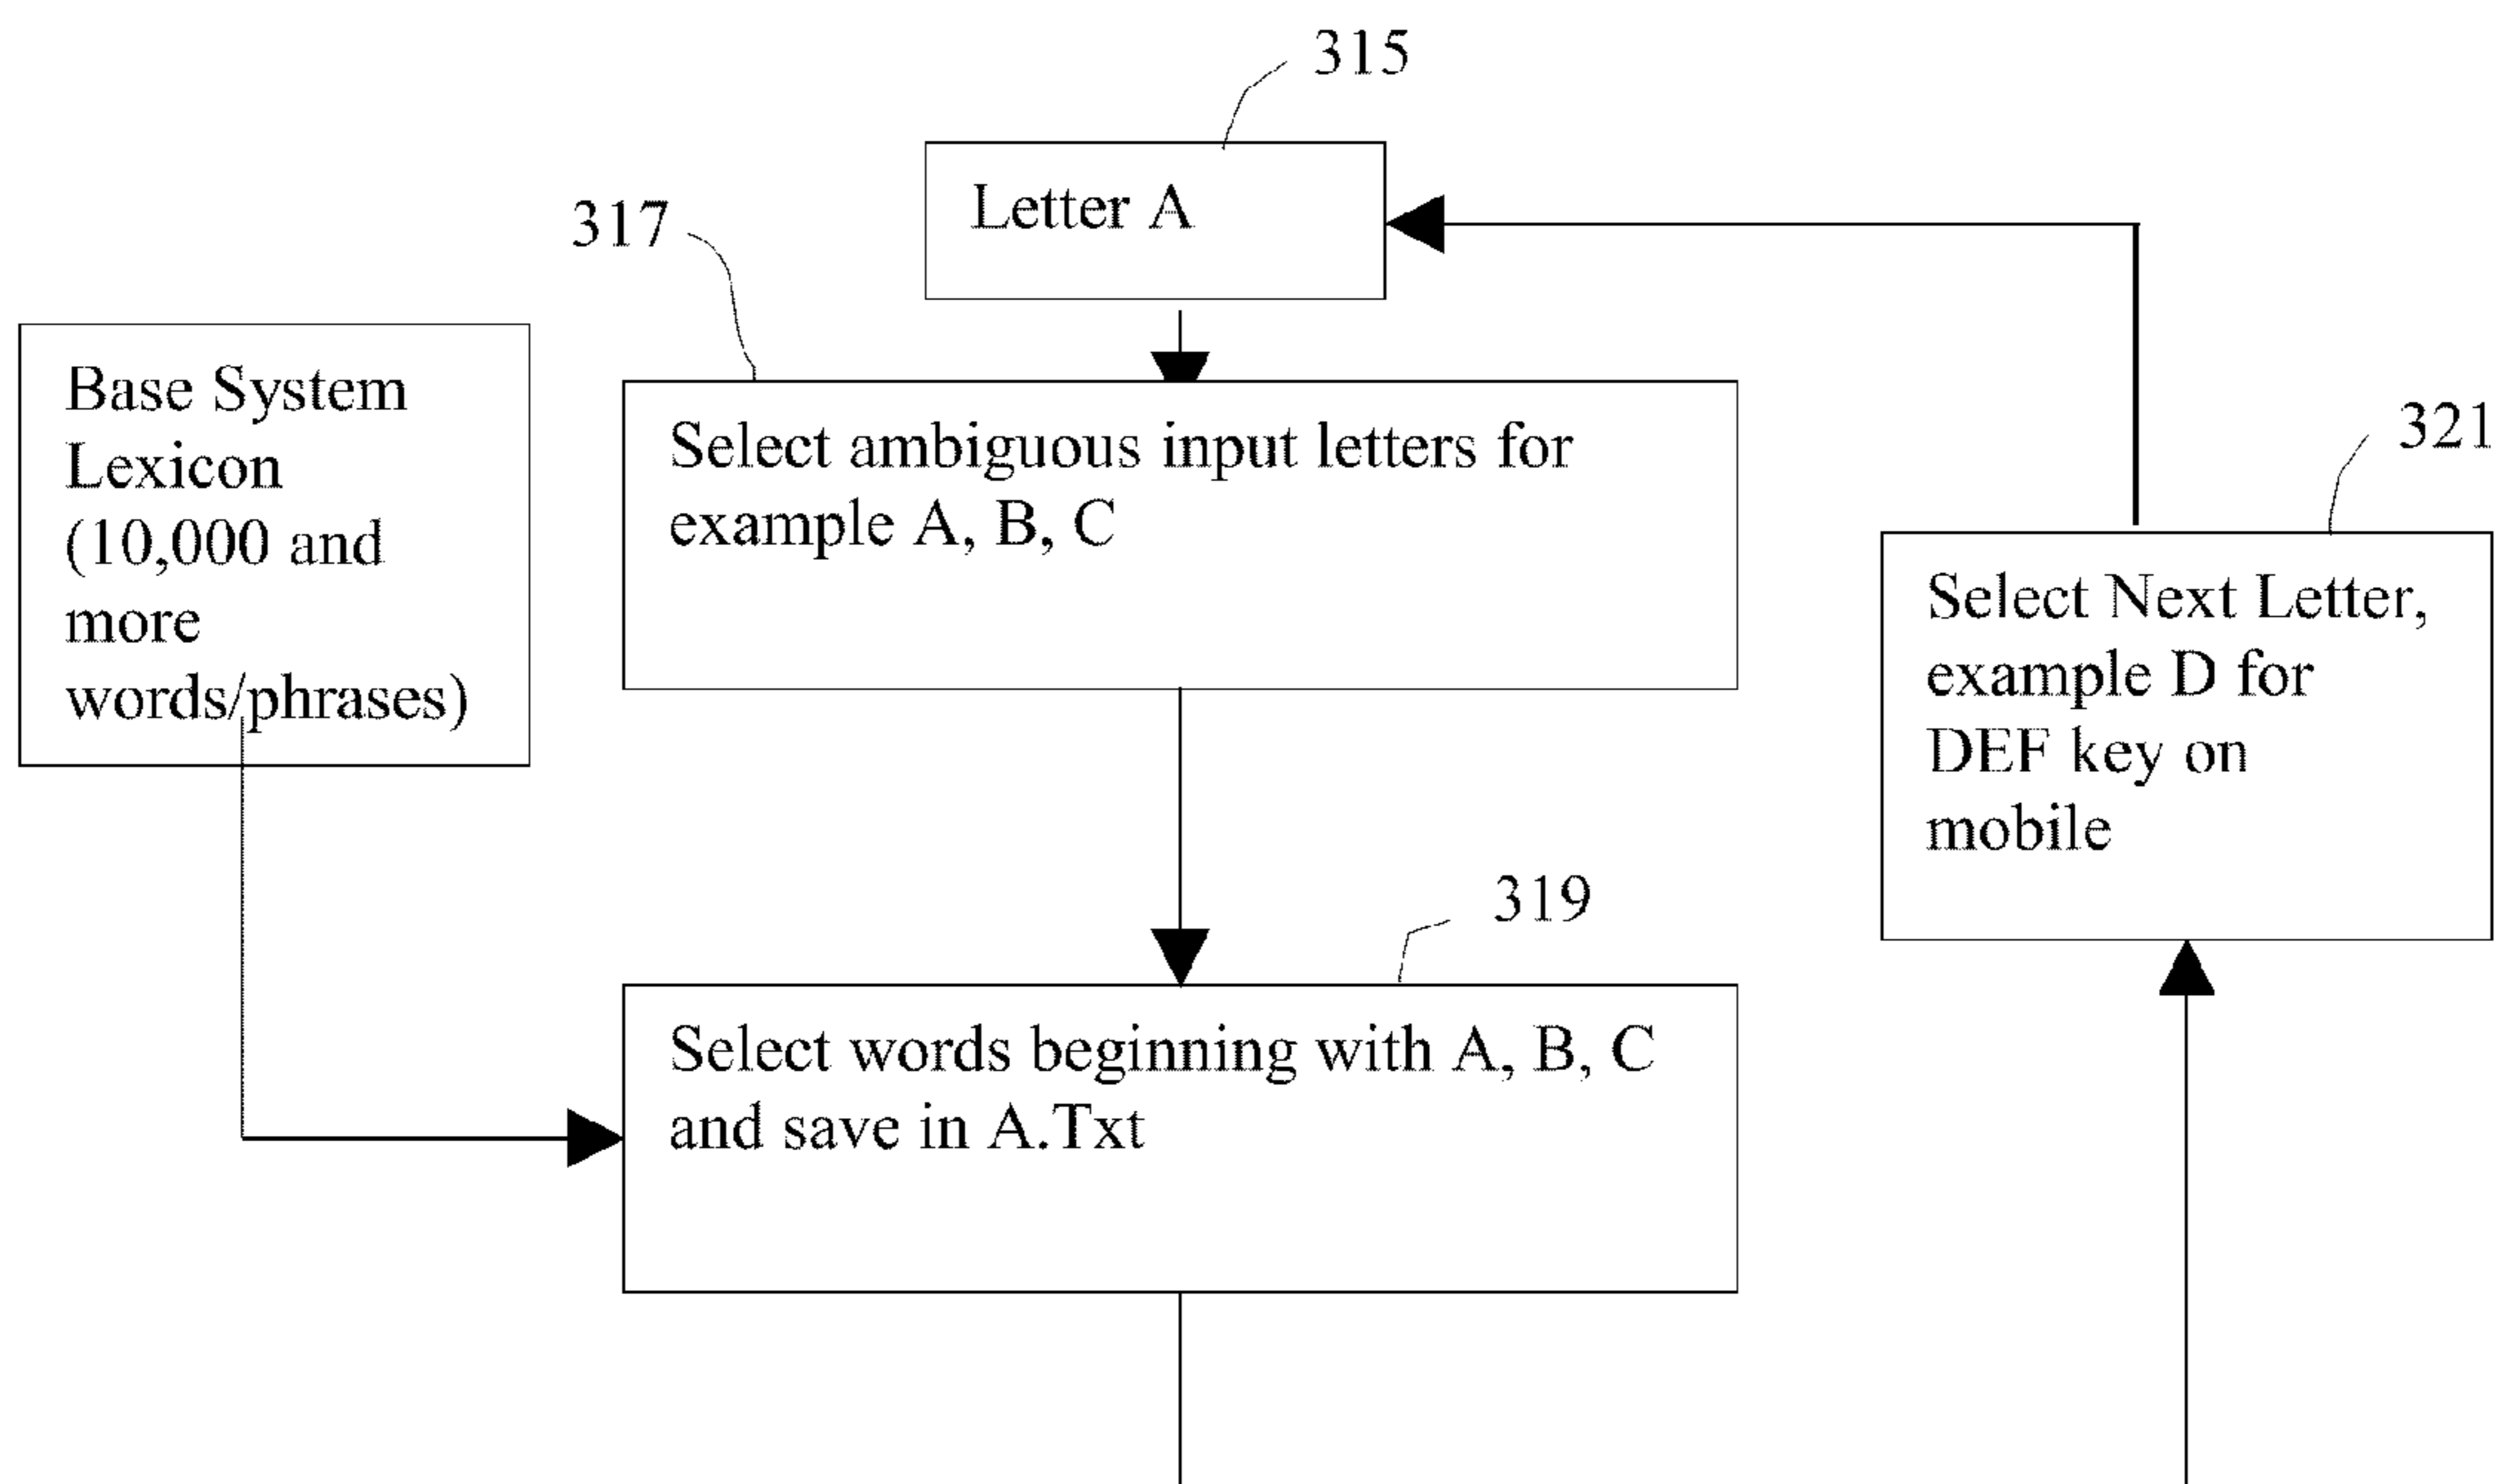 315
Letter A
317
Base System
Lexicon
(10,000 and
more
words/phrases)
Select ambiguous input letters for
example A, B, C
321
Select Next Letter,
example D for
DEF key on
mobile
319
Select words beginning with A, B, C
and save in A.Txt